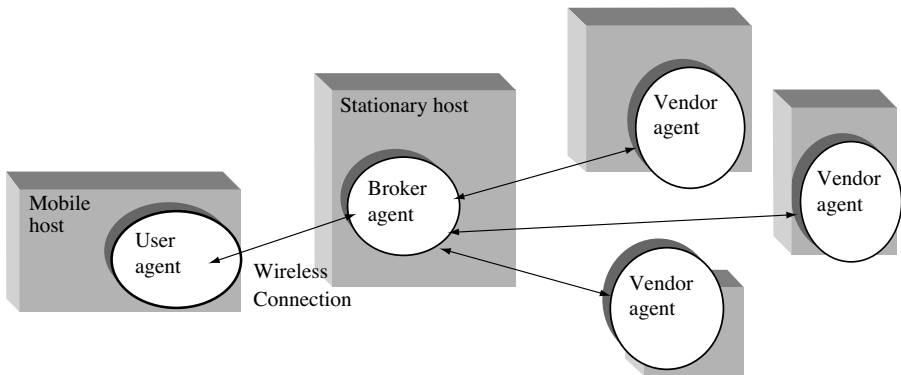 Stationary host
Vendor
agent
Broker
agent
Vendor
agent
Mobile
host
User
agent
Wireless
Connection
Vendor
agent